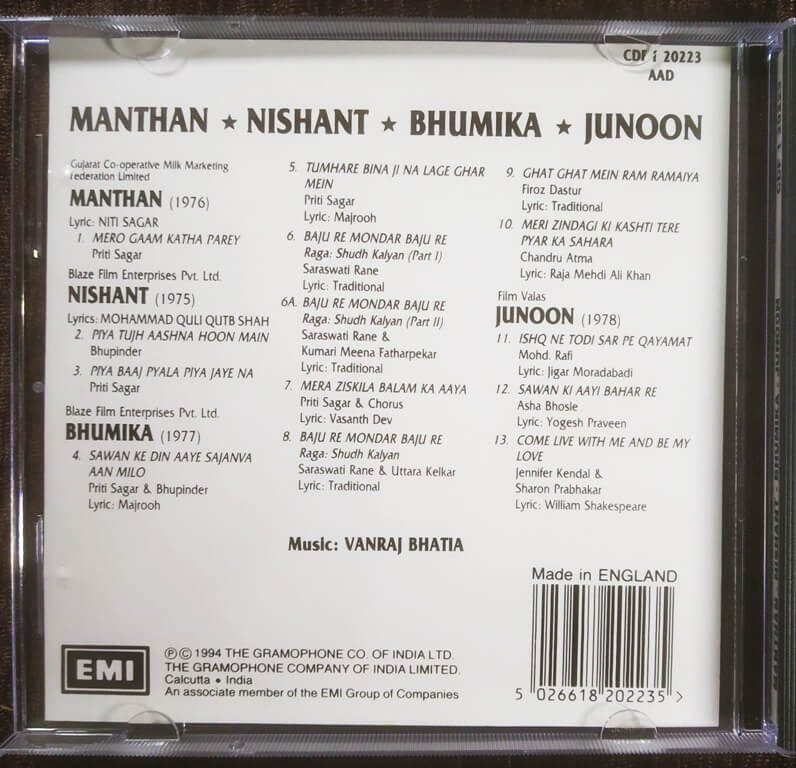 CDF 1 20223
AAD
MANTHAN ★ NISHANT ★ BHUMIKA ★ JUNOON
Gujarat Co-operative Milk Marketing
Federation Limited
MANTHAN (1976)
Lyric: NITI SAGAR
1. MERO GAAM KATHA PAREY
Priti Sagar
Blaze Film Enterprises Pvt. Ltd.
NISHANT (1975)
Lyrics: MOHAMMAD QULI QUTB SHAH
2. PIYA TUJH AASHNA HOON MAIN
Bhupinder
3. PIYA BAAJ PYALA PIYA JAYE NA
Priti Sagar
Blaze Film Enterprises Pvt. Ltd.
BHUMIKA (1977)
4. SAWAN KE DIN AAYE SAJANVA
AAN MILO
Priti Sagar & Bhupinder
Lyric: Majrooh
5. TUMHARE BINA JI NA LAGE GHAR
MEIN
Priti Sagar
Lyric: Majrooh
6. BAJU RE MONDAR BAJU RE
Raga: Shudh Kalyan (Part I)
Saraswati Rane
Lyric: Traditional
6A. BAJU RE MONDAR BAJU RE
Raga: Shudh Kalyan (Part II)
Saraswati Rane &
Kumari Meena Fatharpekar
Lyric: Traditional
7. MERA ZISKILA BALAM KA AAYA
Priti Sagar & Chorus
Lyric: Vasanth Dev
8. BAJU RE MONDAR BAJU RE
Raga: Shudh Kalyan
Saraswati Rane & Uttara Kelkar
Lyric: Traditional
9. GHAT GHAT MEIN RAM RAMAIYA
Firoz Dastur
Lyric: Traditional
10. MERI ZINDAGI KI KASHTI TERE
PYAR KA SAHARA
Chandru Atma
Lyric: Raja Mehdi Ali Khan
Film Valas
JUNOON (1978)
11. ISHQ NE TODI SAR PE QAYAMAT
Mohd. Rafi
Lyric: Jigar Moradabadi
12. SAWAN KI AAYI BAHAR RE
Asha Bhosle
Lyric: Yogesh Praveen
13. COME LIVE WITH ME AND BE MY
LOVE
Jennifer Kendal &
Sharon Prabhakar
Lyric: William Shakespeare
Music: VANRAJ BHATIA
Made in ENGLAND
5 026618 202235 >
EMI
Ⓟ© 1994 THE GRAMOPHONE CO. OF INDIA LTD.
THE GRAMOPHONE COMPANY OF INDIA LIMITED.
Calcutta • India
An associate member of the EMI Group of Companies